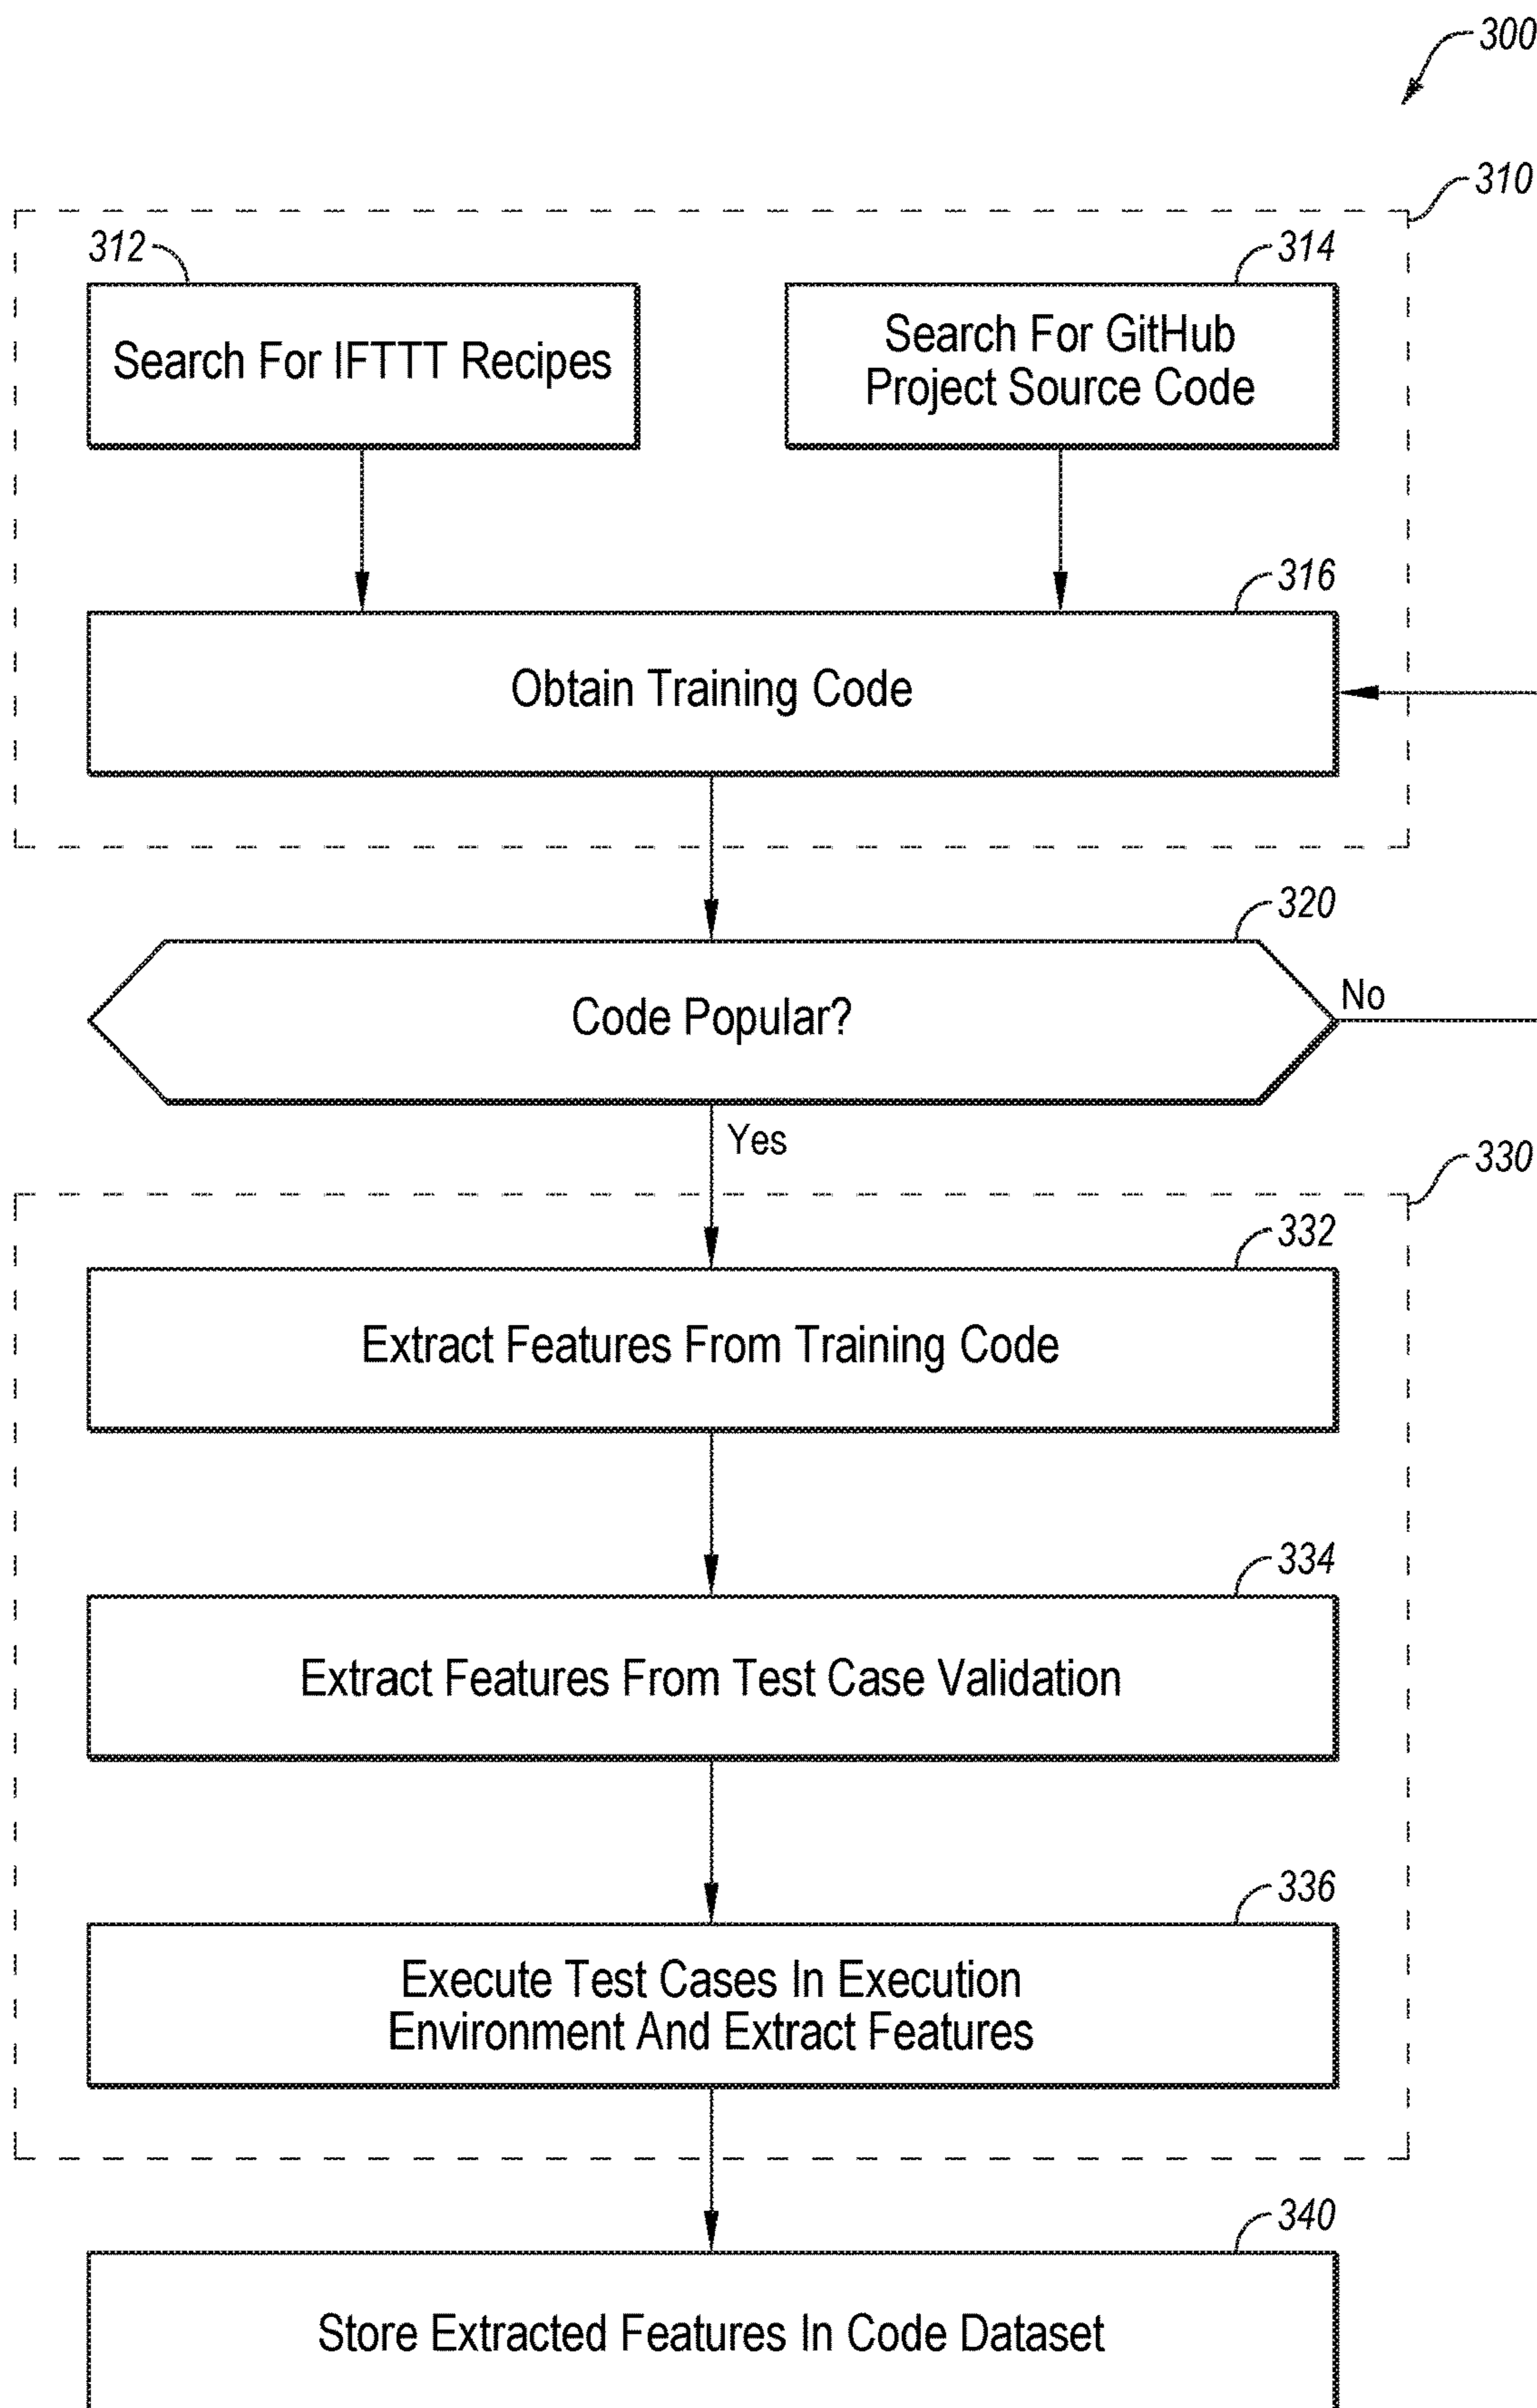 300
310
312
314
Search For IFTTT Recipes
Search For GitHub
Project Source Code
316
Obtain Training Code
320
Code Popular?
No
Yes
330
332
Extract Features From Training Code
334
Extract Features From Test Case Validation
336
Execute Test Cases In Execution
Environment And Extract Features
340
Store Extracted Features In Code Dataset